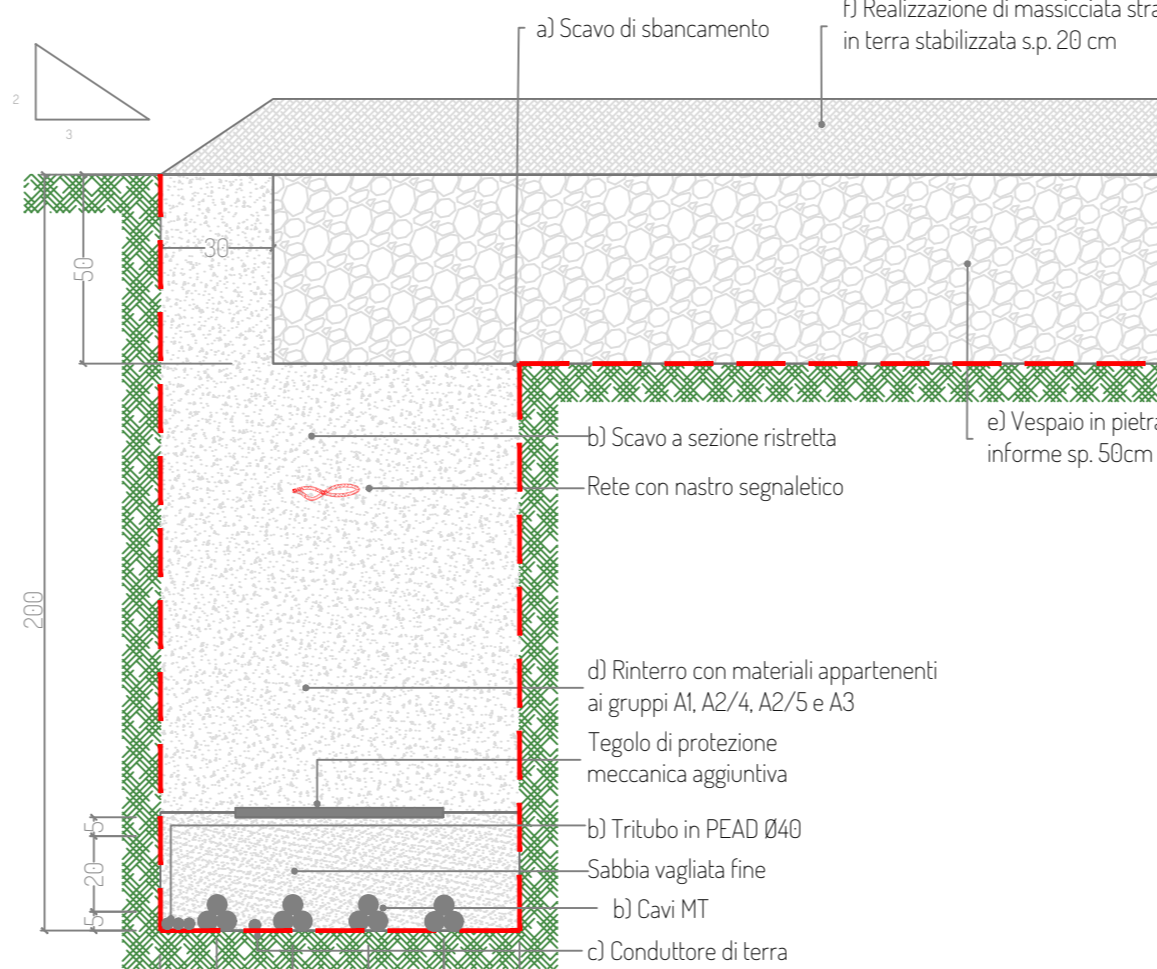 a) Scavo di sbancamento
f) Realizzazione di massicciata
in terra stabilizzata s.p. 20 cm
2
3
50
30
200
b) Scavo a sezione ristretta
Rete con nastro segnaletico
e) Vespaio in pietra
informe sp. 50cm
d) Rinterro con materiali appartenenti
ai gruppi A1, A2/4, A2/5 e A3
Tegolo di protezione
meccanica aggiuntiva
5
20
5
b) Tritubo in PEAD Ø40
Sabbia vagliata fine
b) Cavi MT
c) Conduttore di terra